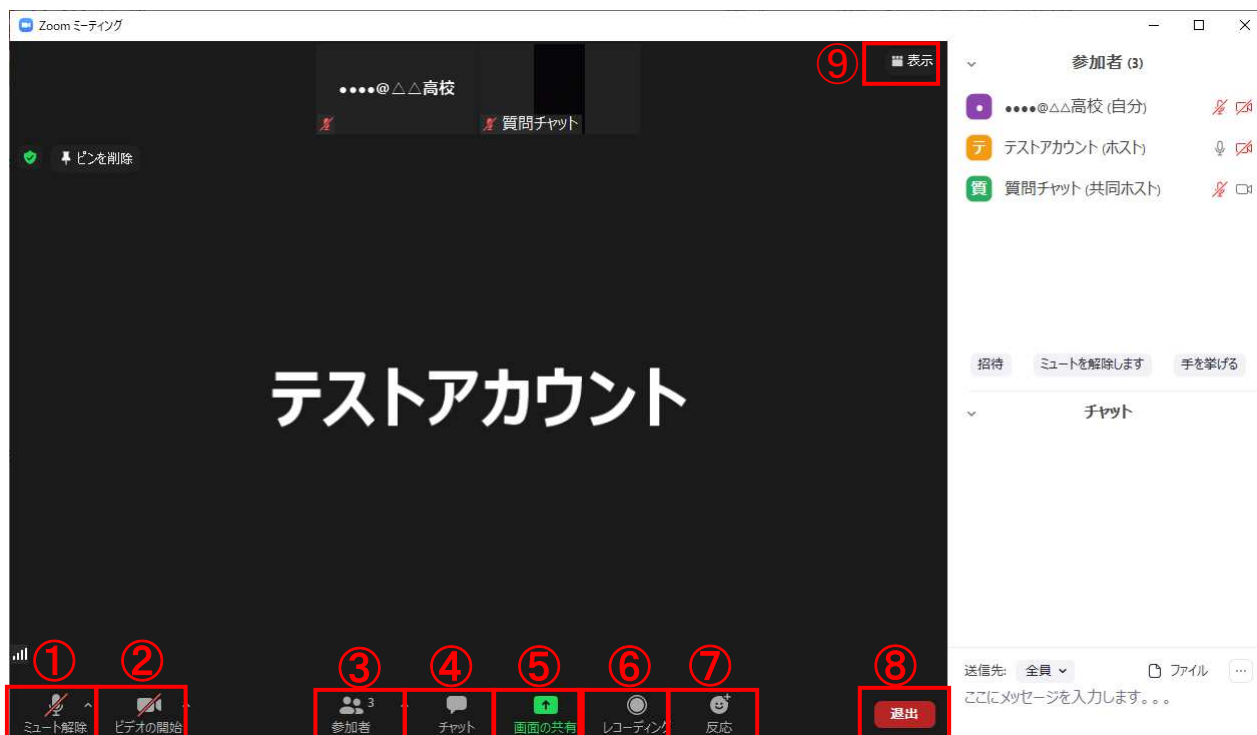 Zoom ミーティング
⑨ 表示
●●●●@△△高校
質問チャット
ピンを削除
テストアカウント
① ② ③ ④ ⑤ ⑥ ⑦ ⑧
ミュート解除 ビデオの開始 3 参加者 チャット 画面の共有 レコーディング 反応 退出
参加者 (3)
● ●●●●@△△高校 (自分)
テ テストアカウント (ホスト)
質 質問チャット (共同ホスト)
招待 ミュートを解除します 手を挙げる
チャット
送信先: 全員 ファイル ...
ここにメッセージを入力します。。。